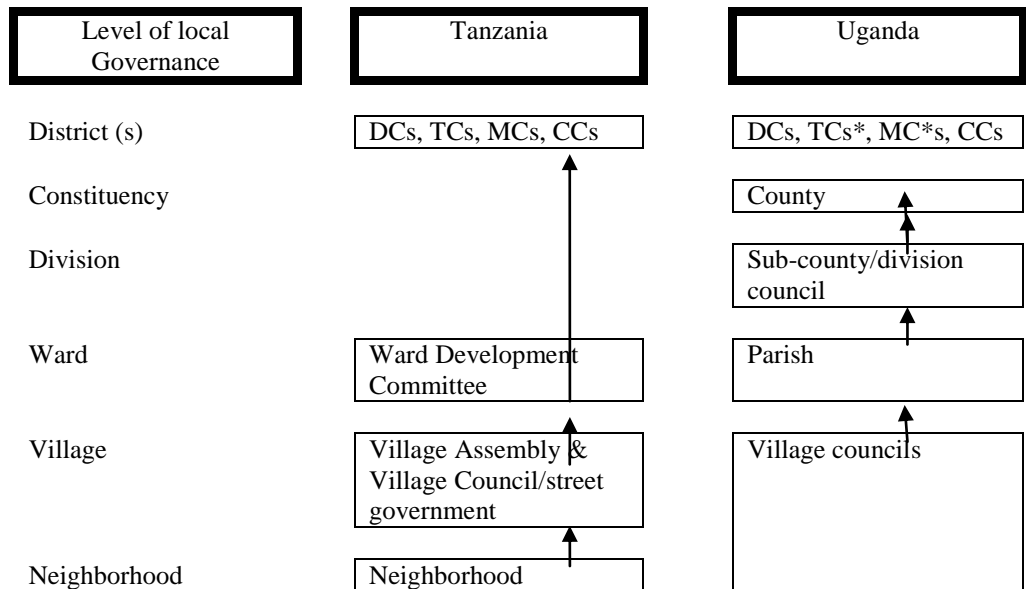 Level of local Governance Tanzania Uganda
District (s) DCs, TCs, MCs, CCs DCs, TCs*, MC*s, CCs
Constituency County
Division Sub-county/division council
Ward Ward Development Committee Parish
Village Village Assembly & Village Council/street government Village councils
Neighborhood Neighborhood